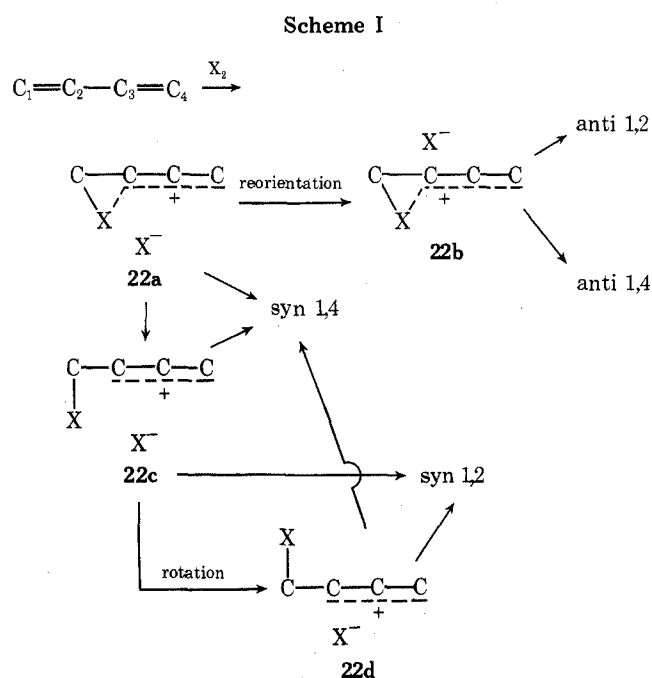 Scheme I
C₁=C₂—C₃=C₄ X₂
C—C—C—C reorientation X⁻ C—C—C—C anti 1,2
X + X +
X⁻ 22b anti 1,4
22a
syn 1,4
C—C—C—C
+
X
X⁻
22c syn 1,2
X
rotation C—C—C—C
+
X⁻
22d